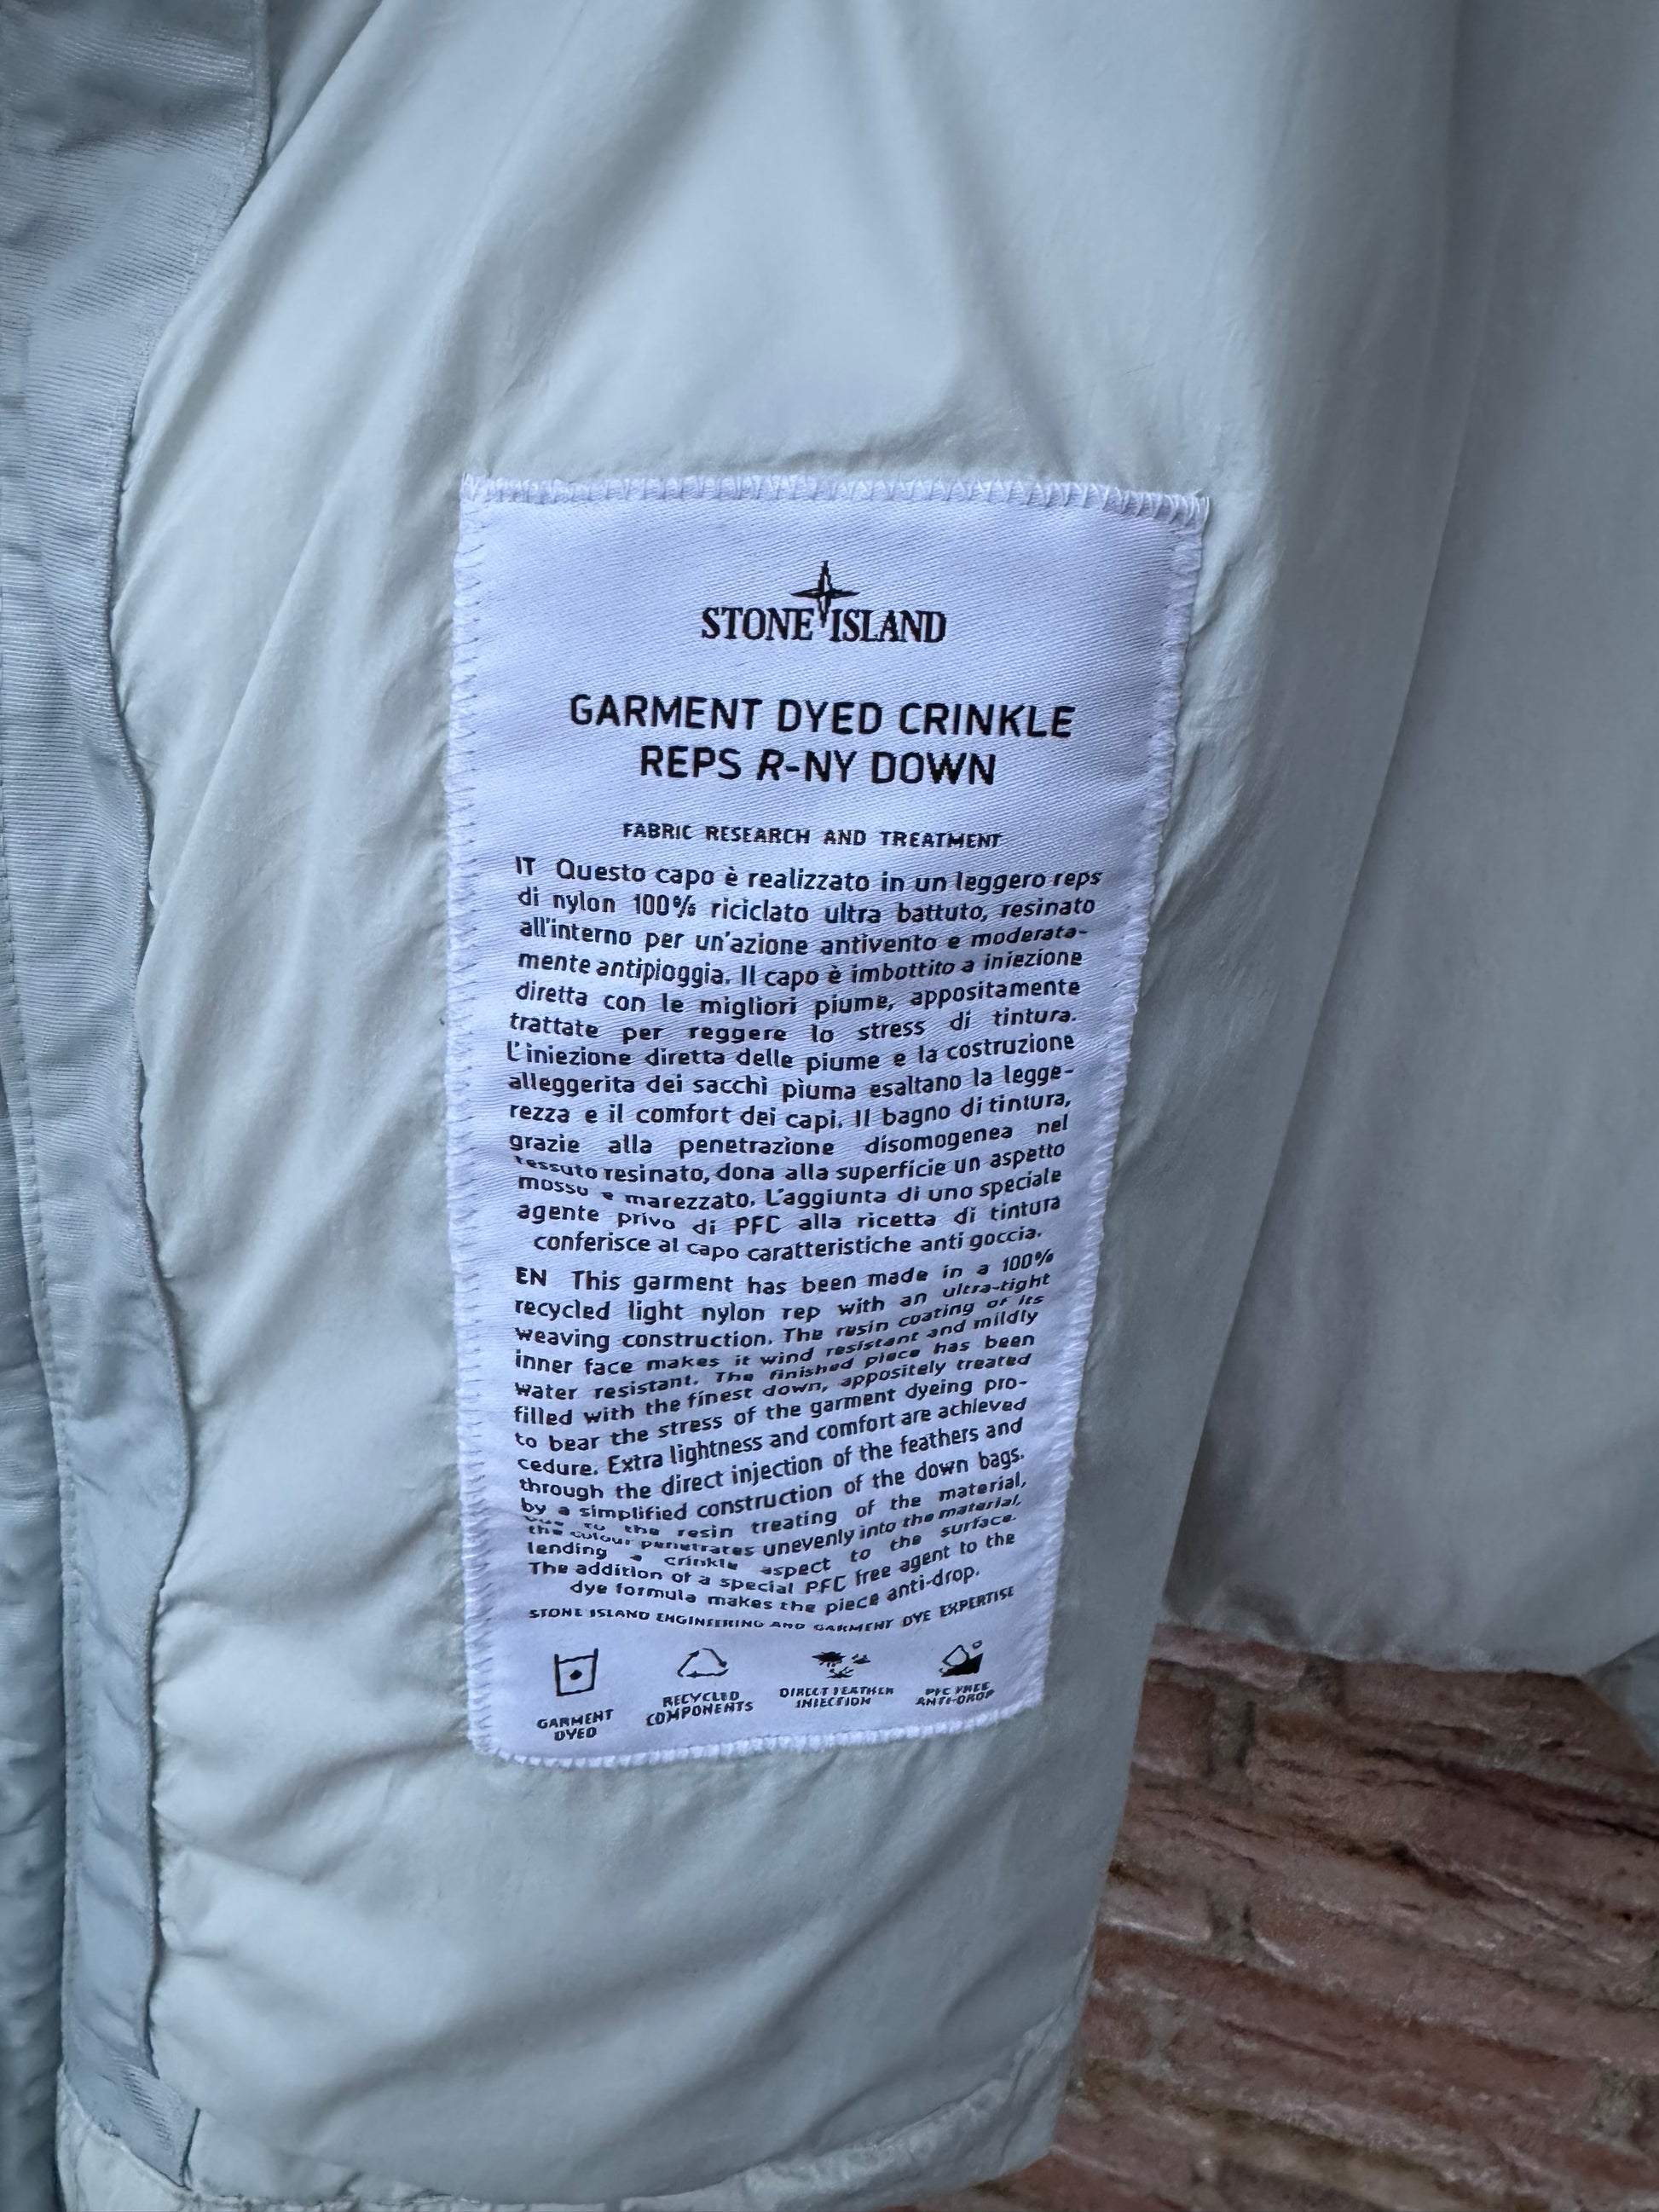 STONE ISLAND
GARMENT DYED CRINKLE
REPS R-NY DOWN
FABRIC RESEARCH AND TREATMENT
IT Questo capo è realizzato in un leggero reps
di nylon 100% riciclato ultra battuto, resinato
all'interno per un'azione antivento e moderata-
mente antipioggia. Il capo è imbottito a iniezione
diretta con le migliori piume, appositamente
trattate per reggere lo stress di tintura.
L'iniezione diretta delle piume e la costruzione
alleggerita dei sacchi piuma esaltano la legge-
rezza e il comfort dei capi. Il bagno di tintura,
grazie alla penetrazione disomogenea nel
tessuto resinato, dona alla superficie un aspetto
mosso e marezzato. L'aggiunta di uno speciale
agente privo di PFC alla ricetta di tintura
conferisce al capo caratteristiche anti goccia.
EN This garment has been made in a 100%
recycled light nylon rep with an ultra-tight
weaving construction. The resin coating of its
inner face makes it wind resistant and mildly
water resistant. The finished piece has been
filled with the finest down, appositely treated
to bear the stress of the garment dyeing pro-
cedure. Extra lightness and comfort are achieved
through the direct injection of the feathers and
by a simplified construction of the down bags.
Due to the resin treating of the material,
the colour penetrates unevenly into the material,
lending a crinkle aspect to the surface.
The addition of a special PFC free agent to the
dye formula makes the piece anti-drop.
STONE ISLAND ENGINEERING AND GARMENT DYE EXPERTISE
GARMENT DYED
RECYCLED COMPONENTS
DIRECT FEATHER INJECTION
PFC FREE ANTI-DROP